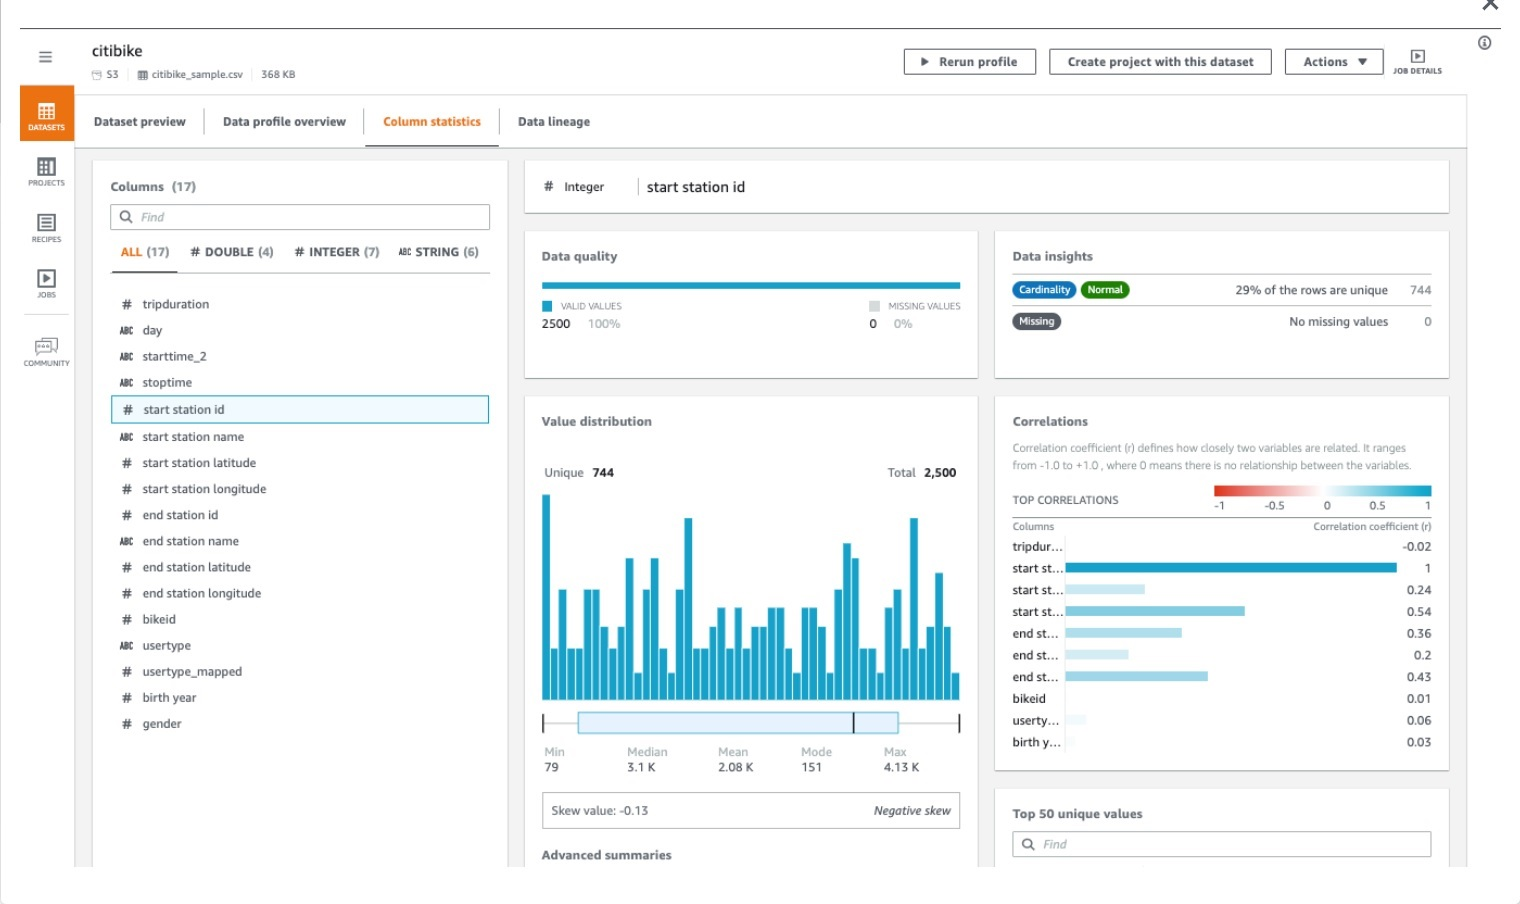 citibike
S3 citibike_sample.csv 368 KB
Rerun profile
Create project with this dataset
Actions
JOB DETAILS
DATASETS
PROJECTS
RECIPES
JOBS
COMMUNITY
Dataset preview
Data profile overview
Column statistics
Data lineage
Columns (17)
Find
ALL (17) # DOUBLE (4) # INTEGER (7) ABC STRING (6)
# tripduration
ABC day
ABC starttime_2
ABC stoptime
# start station id
ABC start station name
# start station latitude
# start station longitude
# end station id
ABC end station name
# end station latitude
# end station longitude
# bikeid
ABC usertype
# usertype_mapped
# birth year
# gender
# Integer start station id
Data quality
VALID VALUES MISSING VALUES
2500 100% 0 0%
Data insights
Cardinality Normal 29% of the rows are unique 744
Missing No missing values 0
Value distribution
Unique 744 Total 2,500
Min Median Mean Mode Max
79 3.1 K 2.08 K 151 4.13 K
Skew value: -0.13 Negative skew
Advanced summaries
Correlations
Correlation coefficient (r) defines how closely two variables are related. It ranges
from -1.0 to +1.0 , where 0 means there is no relationship between the variables.
TOP CORRELATIONS
-1 -0.5 0 0.5 1
Columns Correlation coefficient (r)
tripdur... -0.02
start st... 1
start st... 0.24
start st... 0.54
end st... 0.36
end st... 0.2
end st... 0.43
bikeid 0.01
userty... 0.06
birth y... 0.03
Top 50 unique values
Find